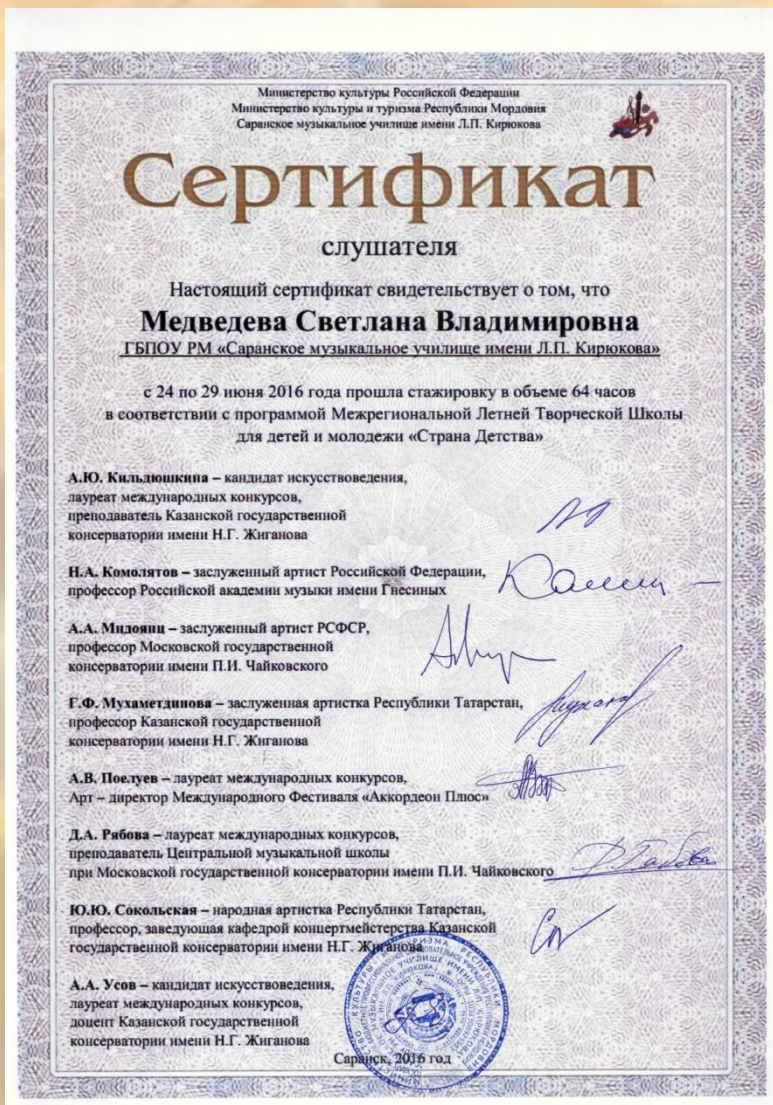 Министерство культуры Российской Федерации
Министерство культуры и туризма Республики Мордовия
Саранское музыкальное училище имени Л.П. Кирюкова
Сертификат
слушателя
Настоящий сертификат свидетельствует о том, что
Медведева Светлана Владимировна
ГБПОУ РМ «Саранское музыкальное училище имени Л.П. Кирюкова»
с 24 по 29 июня 2016 года прошла стажировку в объеме 64 часов
в соответствии с программой Межрегиональной Летней Творческой Школы
для детей и молодежи «Страна Детства»
А.Ю. Кильдюшкина – кандидат искусствоведения,
лауреат международных конкурсов,
преподаватель Казанской государственной
консерватории имени Н.Г. Жиганова
Н.А. Комолятов – заслуженный артист Российской Федерации,
профессор Российской академии музыки имени Гнесиных
А.А. Мндоянц – заслуженный артист РСФСР,
профессор Московской государственной
консерватории имени П.И. Чайковского
Г.Ф. Мухаметдинова – заслуженная артистка Республики Татарстан,
профессор Казанской государственной
консерватории имени Н.Г. Жиганова
А.В. Поелуев – лауреат международных конкурсов,
Арт – директор Международного Фестиваля «Аккордеон Плюс»
Д.А. Рябова – лауреат международных конкурсов,
преподаватель Центральной музыкальной школы
при Московской государственной консерватории имени П.И. Чайковского
Ю.Ю. Сокольская – народная артистка Республики Татарстан,
профессор, заведующая кафедрой концертмейстерства Казанской
государственной консерватории имени Н.Г. Жиганова
А.А. Усов – кандидат искусствоведения,
лауреат международных конкурсов,
доцент Казанской государственной
консерватории имени Н.Г. Жиганова
Саранск, 2016 год